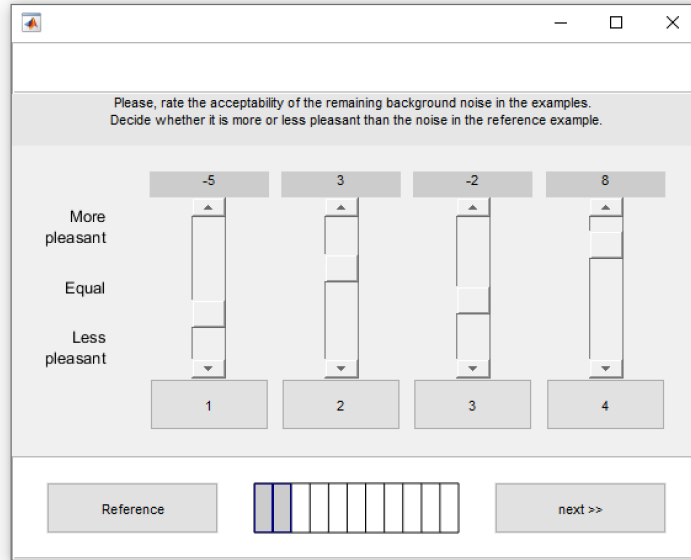 Please, rate the acceptability of the remaining background noise in the examples.
Decide whether it is more or less pleasant than the noise in the reference example.
-5 3 -2 8
More
pleasant
Equal
Less
pleasant
1 2 3 4
Reference next >>